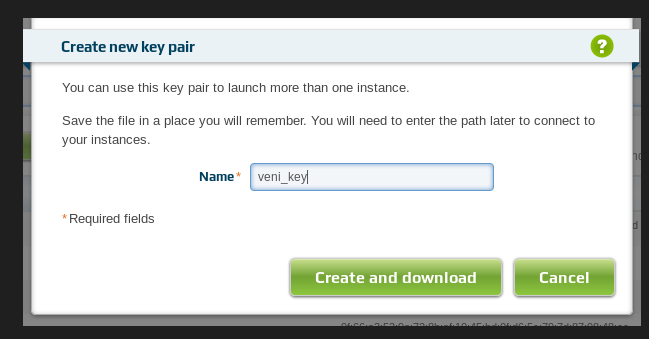 Create new key pair
?
You can use this key pair to launch more than one instance.
Save the file in a place you will remember. You will need to enter the path later to connect to
your instances.
Name* veni_key
*Required fields
Create and download Cancel